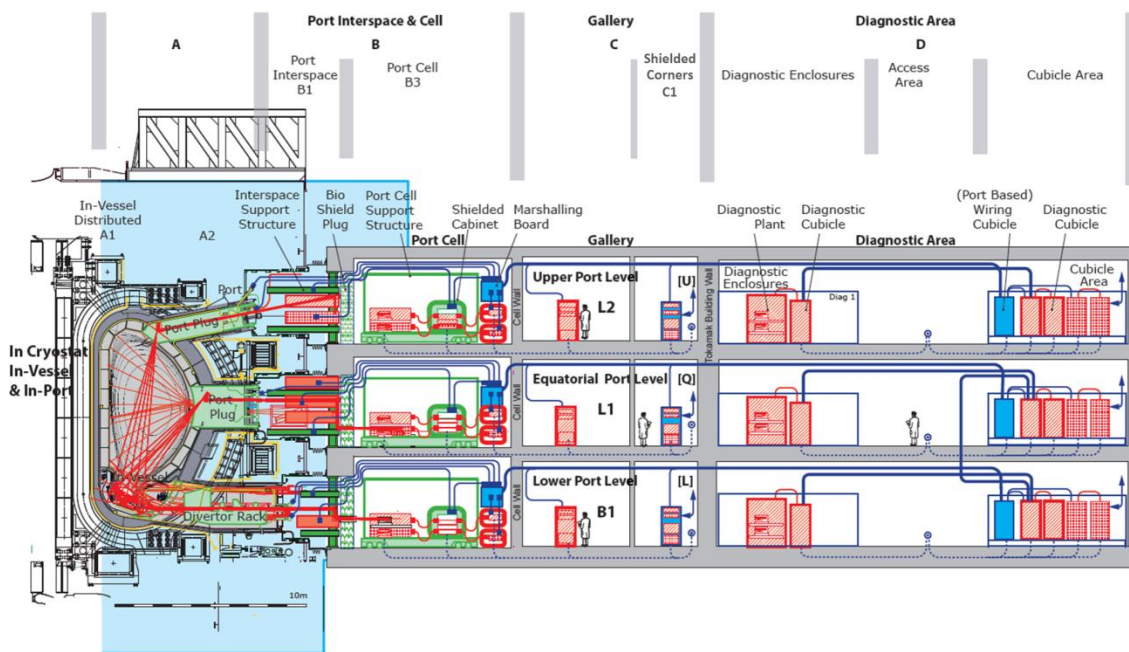 Port Interspace & Cell
Gallery
Diagnostic Area
A
B
C
D
Port
Interspace
B1
Port Cell
B3
Shielded
Corners
C1
Diagnostic Enclosures
Access
Area
Cubicle Area
In-Vessel
Distributed
A1
A2
Interspace
Support
Structure
Bio
Shield
Plug
Port Cell
Support
Structure
Shielded
Cabinet
Marshalling
Board
Diagnostic
Plant
Diagnostic
Cubicle
(Port Based)
Wiring
Cubicle
Diagnostic
Cubicle
Port Cell
Gallery
Diagnostic Area
Port
Port Plug
Cell Wall
Upper Port Level
L2
[U]
Tokamak Building Wall
Diagnostic
Enclosures
Diag 1
Cubicle
Area
In Cryostat
In-Vessel
& In-Port
Port
Plug
Cell Wall
Equatorial Port Level
L1
[Q]
In-Vessel
Divertor Rack
Cell Wall
Lower Port Level
B1
[L]
10m